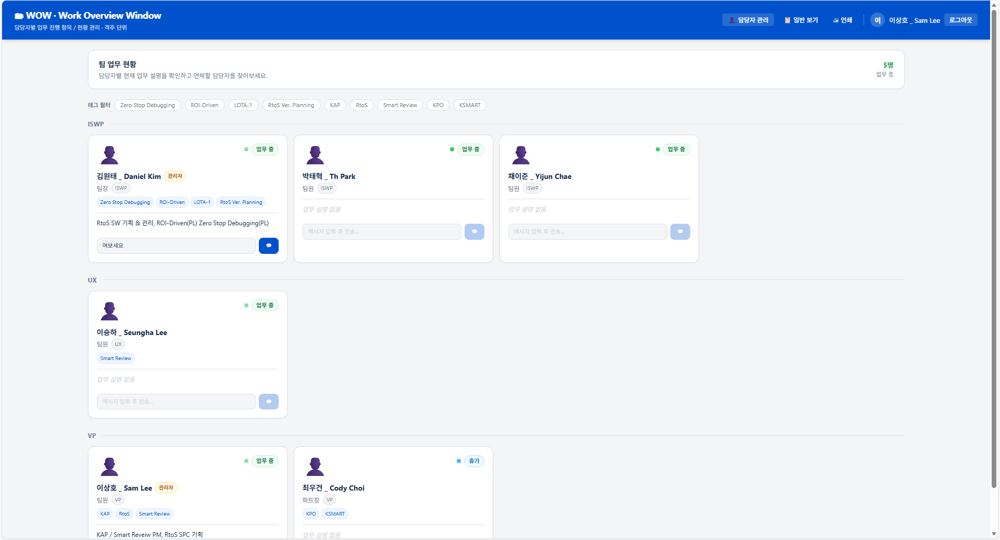 WOW · Work Overview Window
담당자별 업무 진행 항목 / 현황 관리 · 격주 단위
담당자 관리
일반 보기
인쇄
이
이상호 _ Sam Lee
로그아웃
팀 업무 현황
담당자별 현재 업무 설명을 확인하고 연락할 담당자를 찾아보세요.
5명
업무 중
태그 필터 Zero Stop Debugging ROI-Driven LOTA-1 RtoS Ver. Planning KAP RtoS Smart Review KPO KSMART
ISWP
업무 중
김원태 _ Daniel Kim 관리자
팀장 ISWP
Zero Stop Debugging ROI-Driven LOTA-1 RtoS Ver. Planning
RtoS SW 기획 & 관리, ROI-Driven(PL) Zero Stop Debugging(PL)
여보세요
업무 중
박태혁 _ Th Park
팀원 ISWP
업무 설명 없음
메시지 입력 후 전송...
업무 중
채이준 _ Yijun Chae
팀원 ISWP
업무 설명 없음
메시지 입력 후 전송...
UX
업무 중
이승하 _ Seungha Lee
팀원 UX
Smart Review
업무 설명 없음
메시지 입력 후 전송...
VP
업무 중
이상호 _ Sam Lee 관리자
팀원 VP
KAP RtoS Smart Review
KAP / Smart Reveiw PM, RtoS SPC 기획
휴가
최우건 _ Cody Choi
파트장 VP
KPO KSMART
업무 설명 없음